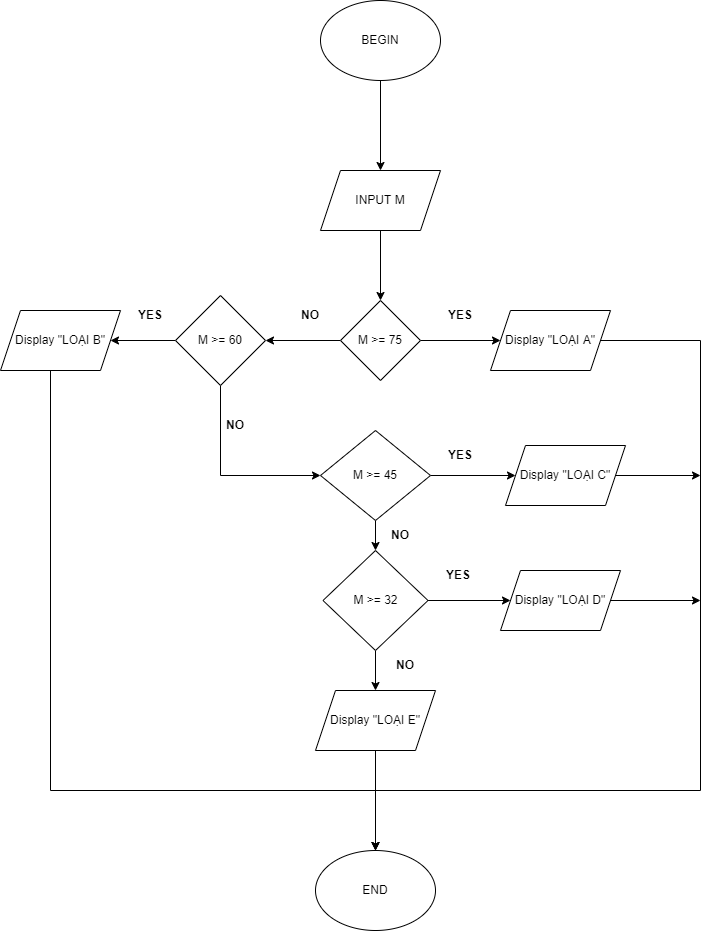 BEGIN
INPUT M
YES
NO
YES
Display "LOẠI B"
M >= 60
M >= 75
Display "LOẠI A"
NO
YES
M >= 45
Display "LOẠI C"
NO
YES
M >= 32
Display "LOẠI D"
NO
Display "LOẠI E"
END